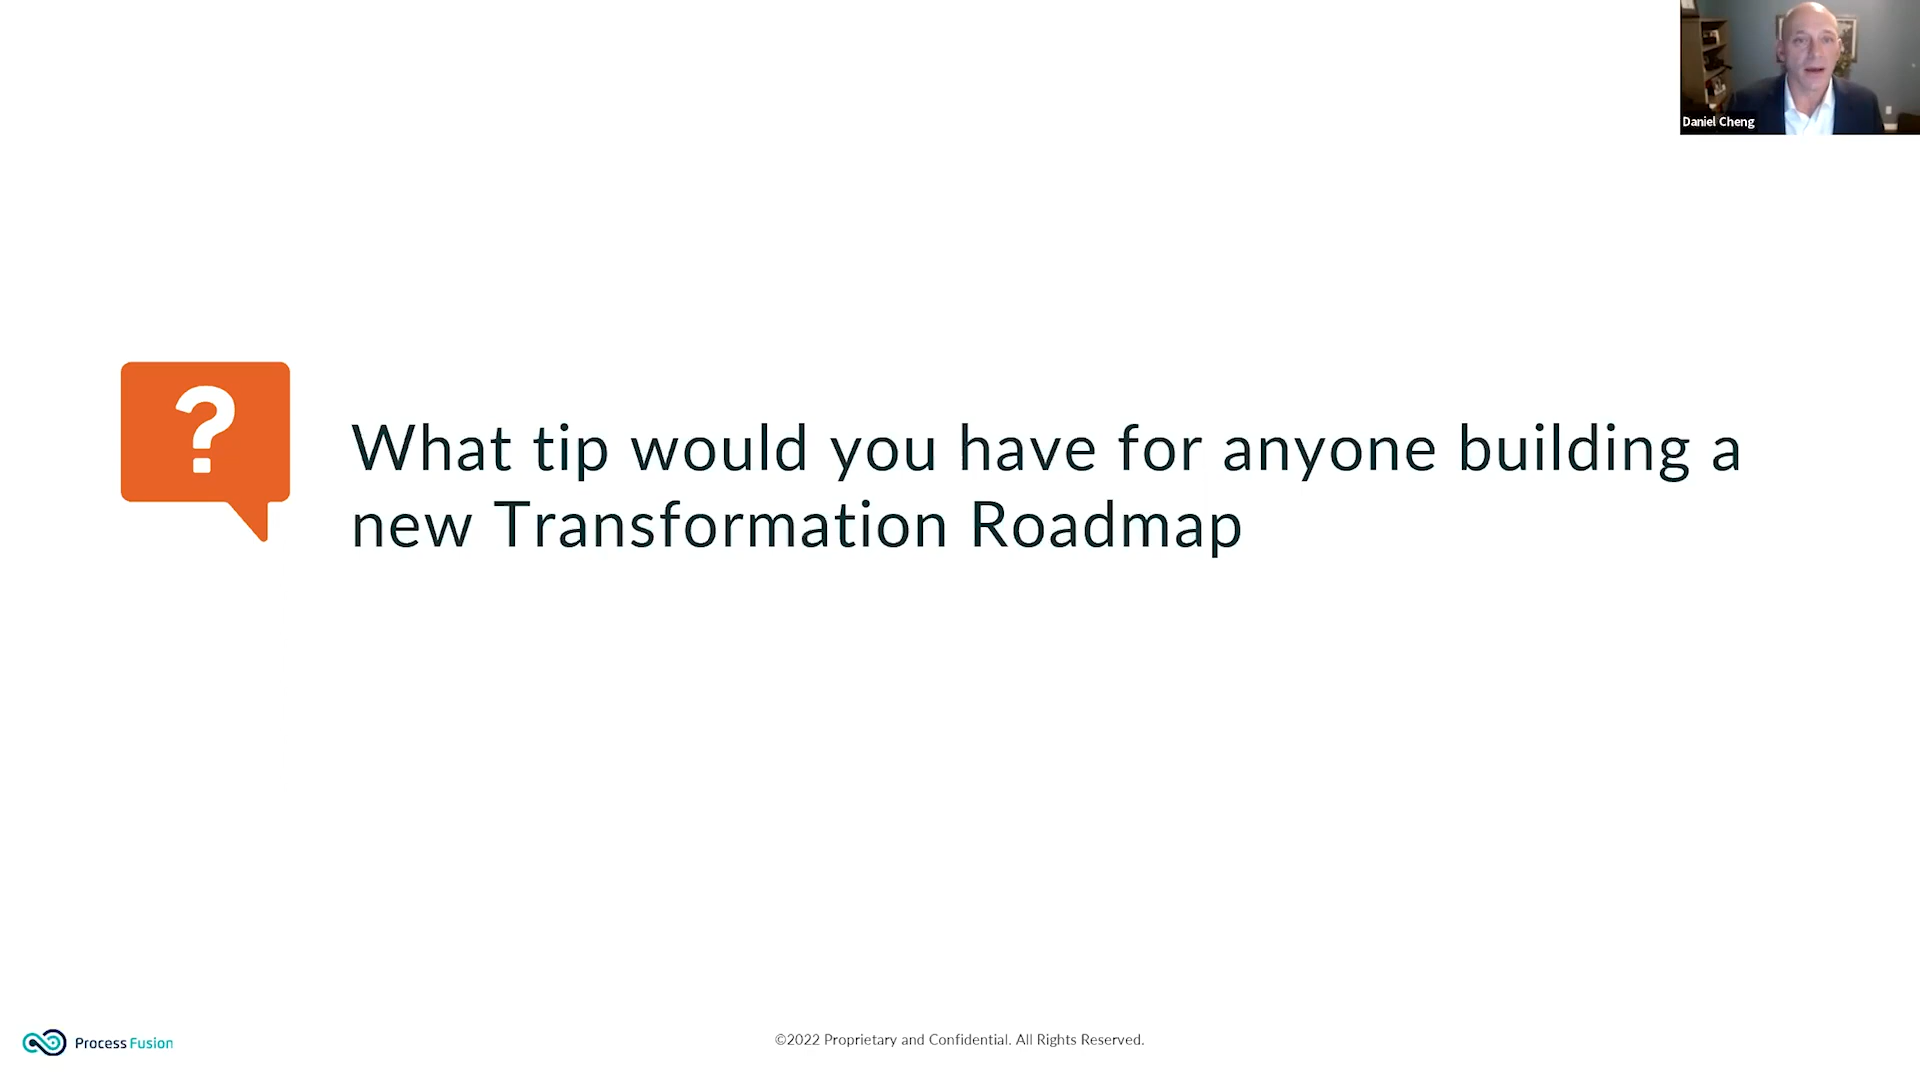 Daniel Cheng
?
What tip would you have for anyone building a
new Transformation Roadmap
Process Fusion
©2022 Proprietary and Confidential. All Rights Reserved.